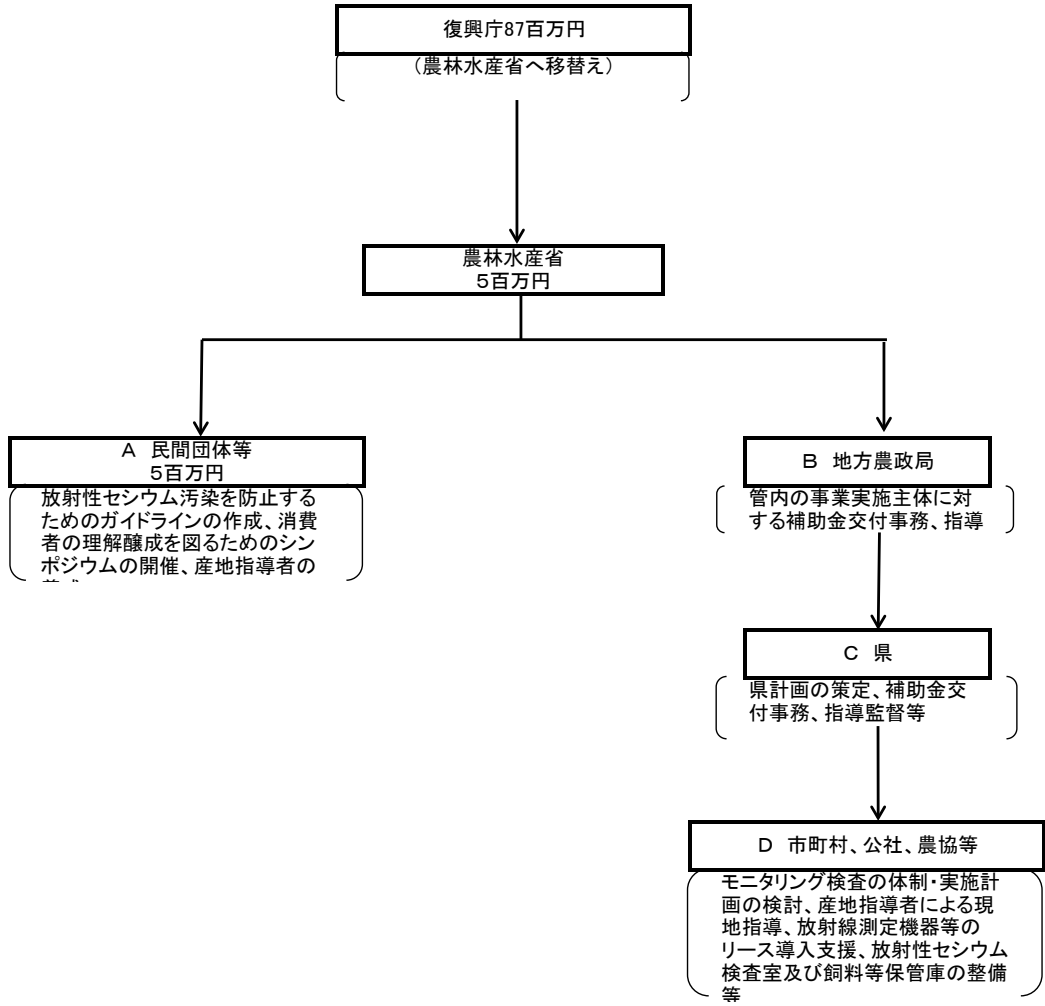 復興庁87百万円
(農林水産省へ移替え)
農林水産省
5百万円
A 民間団体等
5百万円
放射性セシウム汚染を防止する
ためのガイドラインの作成、消費
者の理解醸成を図るためのシン
ポジウムの開催、産地指導者の
B 地方農政局
管内の事業実施主体に対
する補助金交付事務、指導
C 県
県計画の策定、補助金交
付事務、指導監督等
D 市町村、公社、農協等
モニタリング検査の体制・実施計
画の検討、産地指導者による現
地指導、放射線測定機器等の
リース導入支援、放射性セシウム
検査室及び飼料等保管庫の整備
等